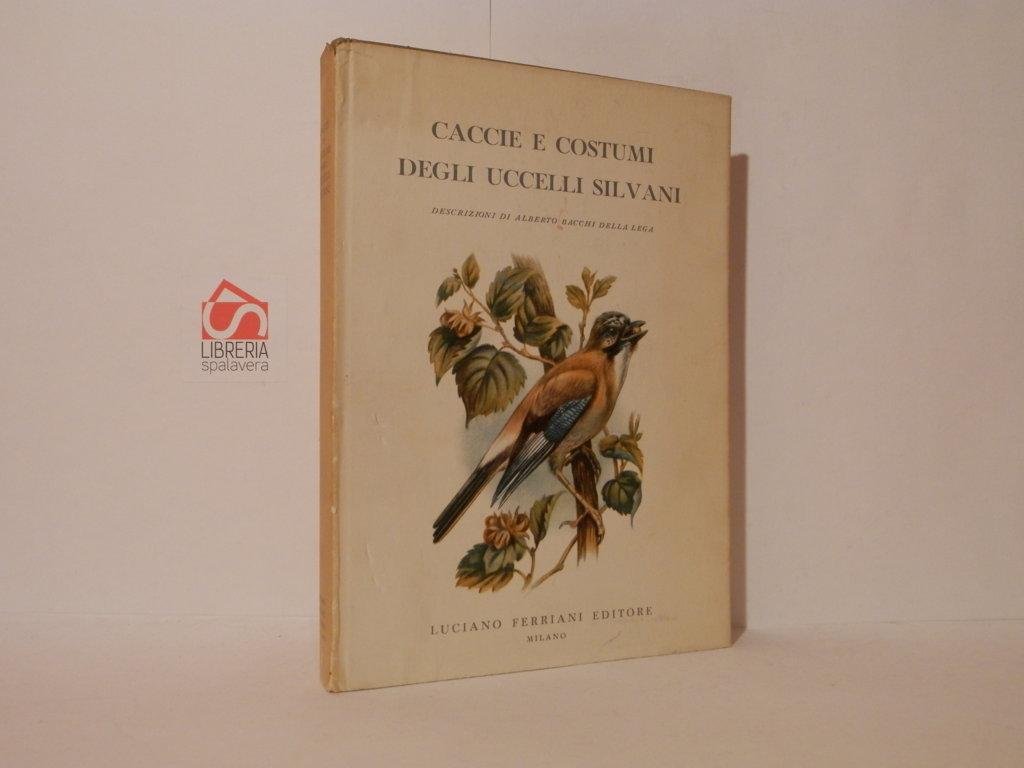 CACCIE E COSTUMI
DEGLI UCCELLI SILVANI
DESCRIZIONI DI ALBERTO BACCHI DELLA LEGA
LUCIANO FERRIANI EDITORE
MILANO
LIBRERIA
spalavera